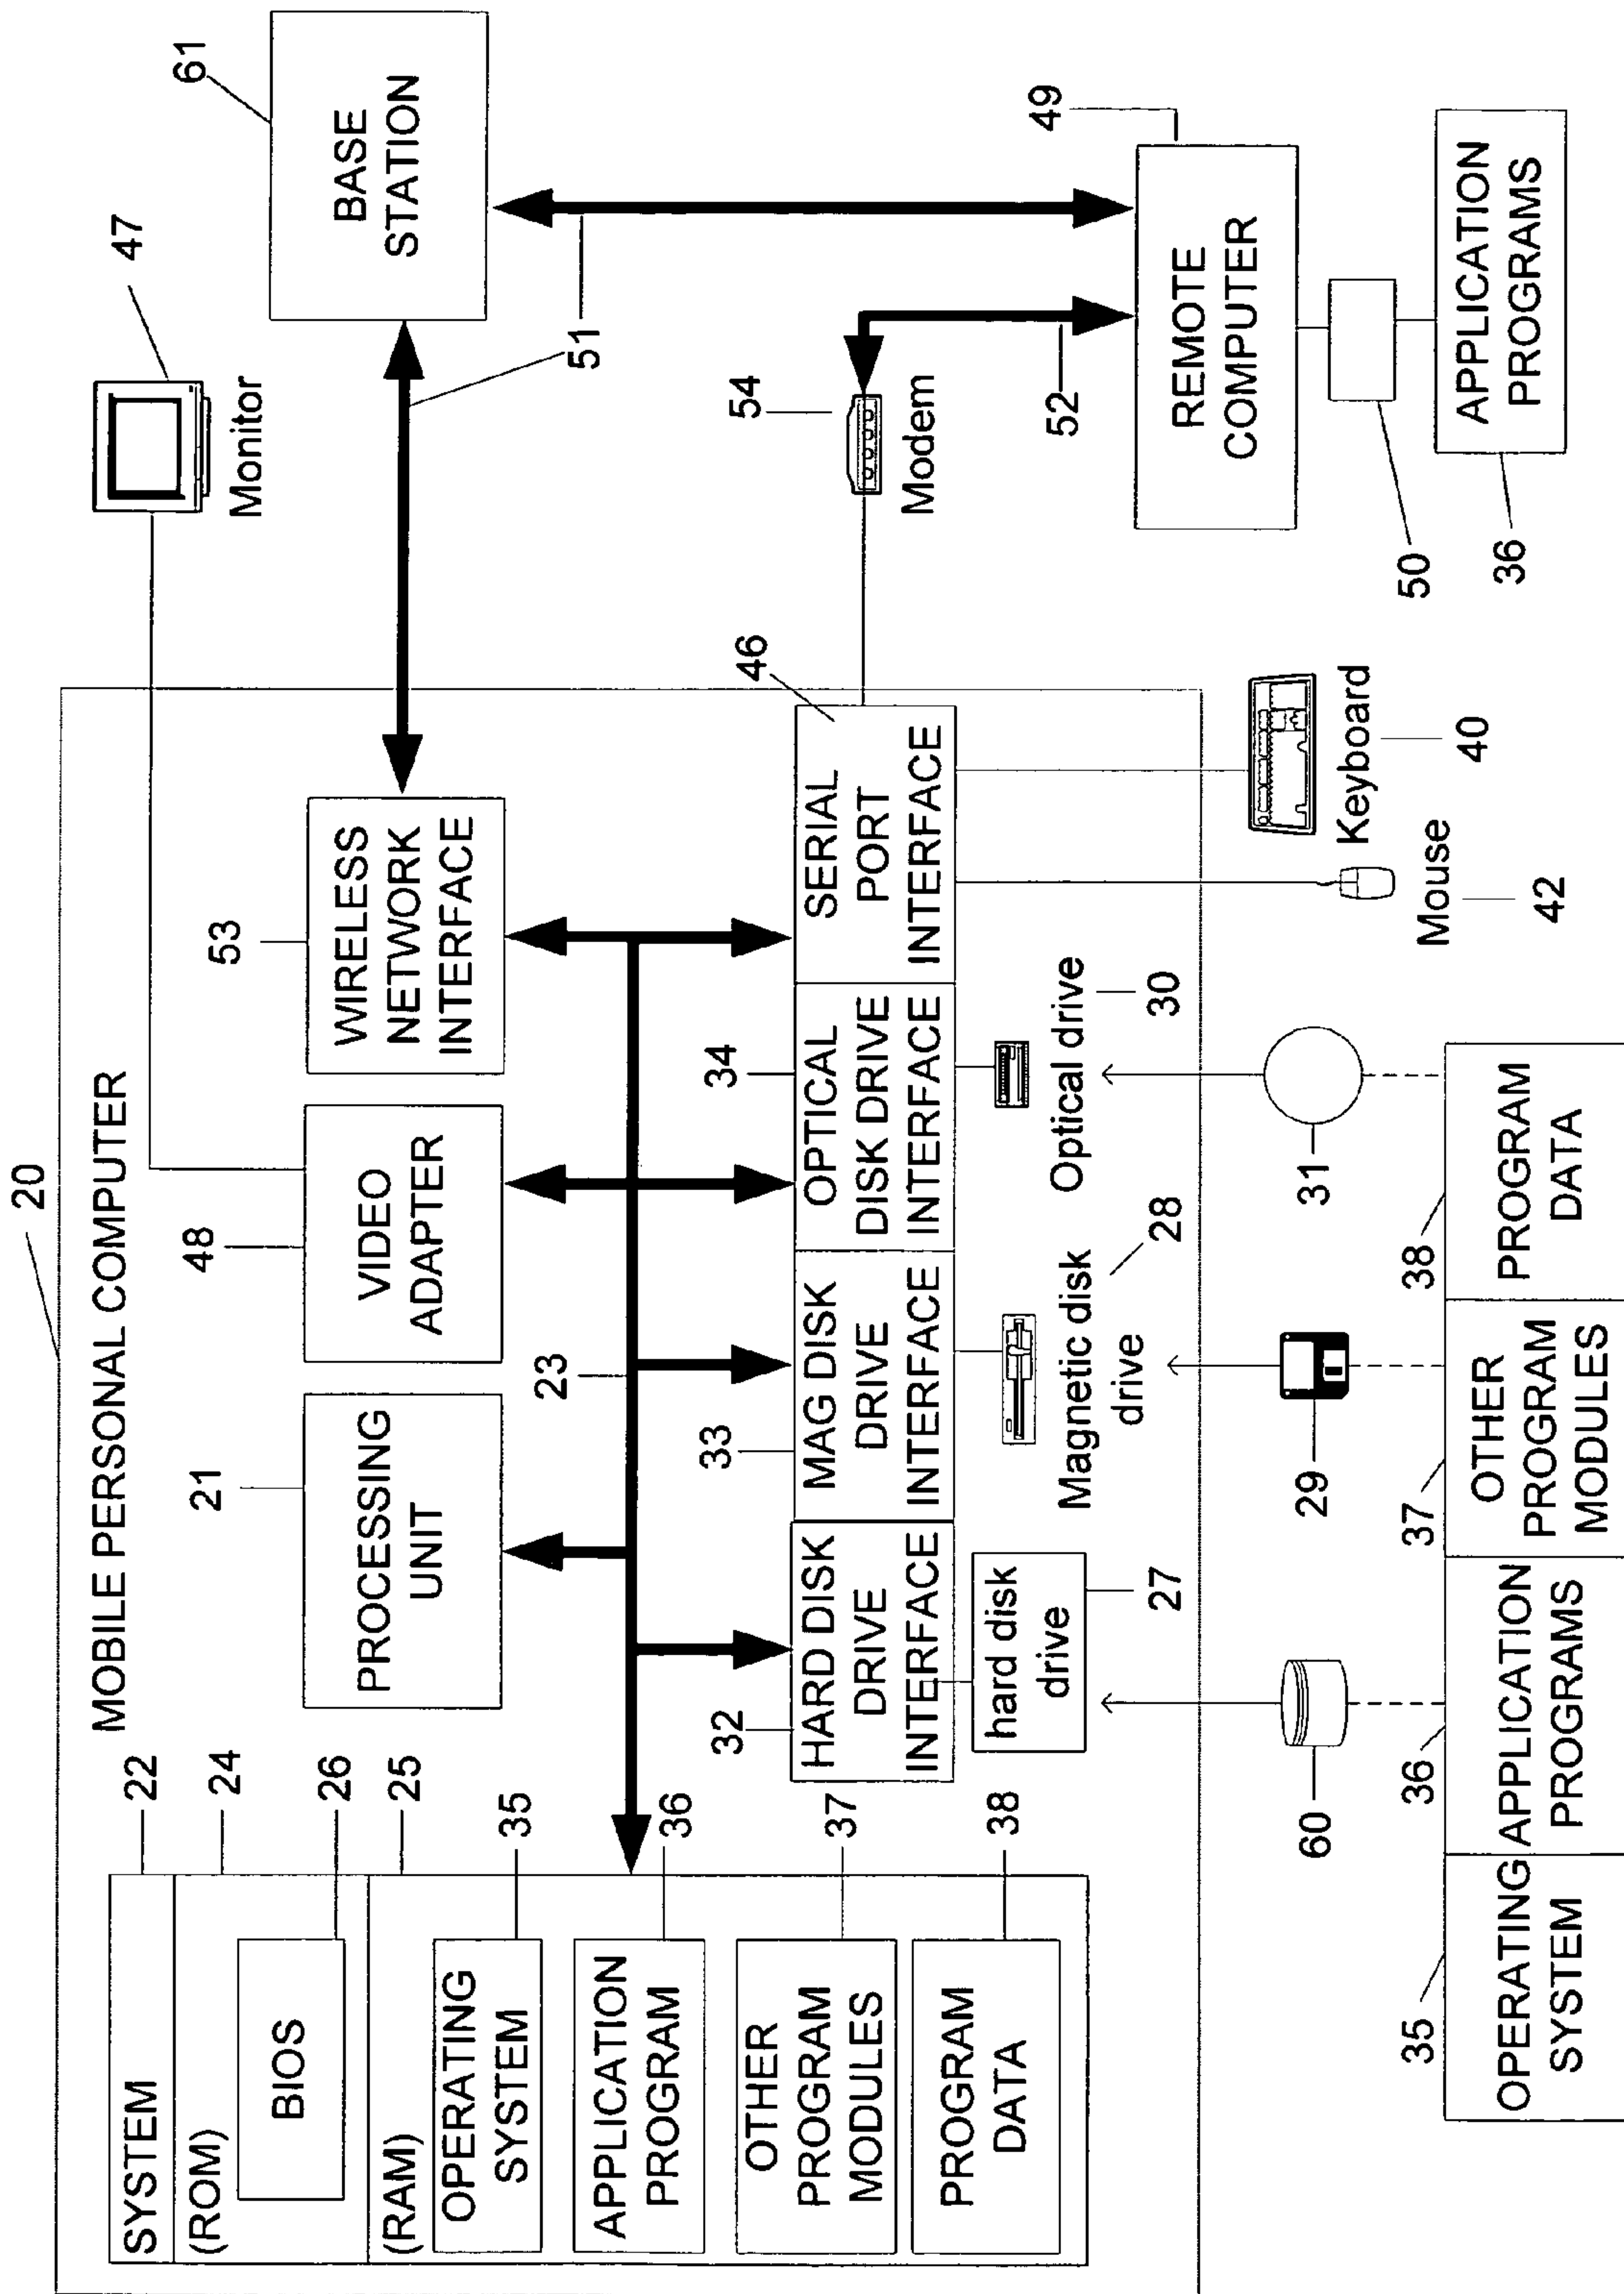 20
MOBILE PERSONAL COMPUTER
SYSTEM
22
(ROM)
24
BIOS
26
(RAM)
25
OPERATING
SYSTEM
35
APPLICATION
PROGRAM
36
OTHER
PROGRAM
MODULES
37
PROGRAM
DATA
38
21
PROCESSING
UNIT
48
VIDEO
ADAPTER
53
WIRELESS
NETWORK
INTERFACE
23
47
Monitor
61
BASE
STATION
51
32
HARD DISK
DRIVE
INTERFACE
33
MAG DISK
DRIVE
INTERFACE
34
OPTICAL
DISK DRIVE
INTERFACE
46
SERIAL
PORT
INTERFACE
hard disk
drive
27
Magnetic disk
drive
28
Optical drive
30
54
Modem
52
49
REMOTE
COMPUTER
50
APPLICATION
PROGRAMS
36
Keyboard
40
Mouse
42
60
29
31
35
OPERATING
SYSTEM
36
APPLICATION
PROGRAMS
37
OTHER
PROGRAM
MODULES
38
PROGRAM
DATA